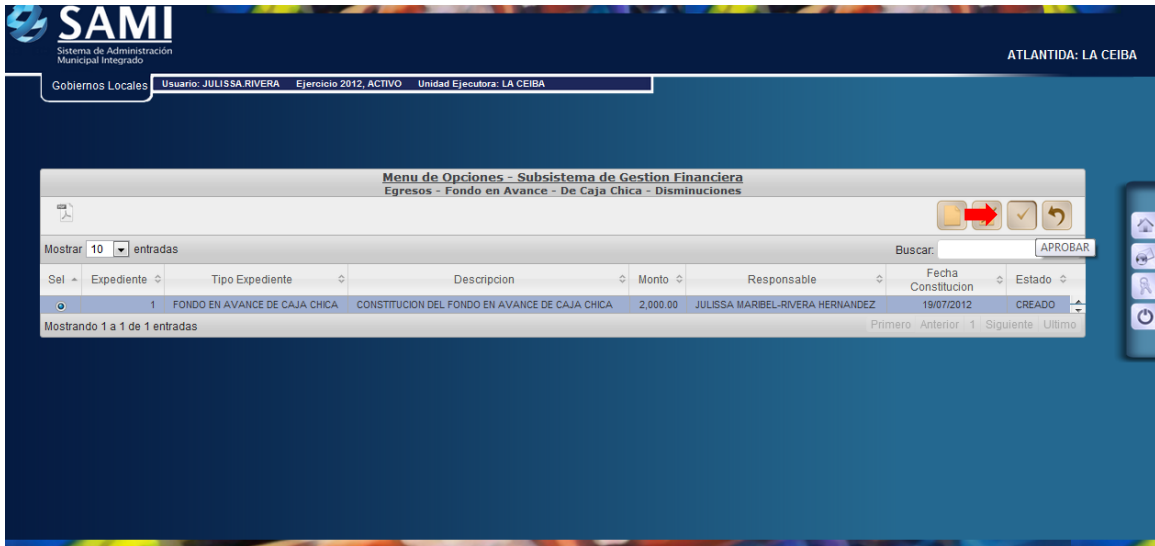 SAMI
Sistema de Administración
Municipal Integrado
ATLANTIDA: LA CEIBA
Gobiernos Locales
Usuario: JULISSA.RIVERA Ejercicio 2012, ACTIVO Unidad Ejecutora: LA CEIBA
Menu de Opciones - Subsistema de Gestion Financiera
Egresos - Fondo en Avance - De Caja Chica - Disminuciones
Mostrar 10 entradas
Buscar:
APROBAR
Sel Expediente Tipo Expediente Descripcion Monto Responsable Fecha Constitucion Estado
1 FONDO EN AVANCE DE CAJA CHICA CONSTITUCION DEL FONDO EN AVANCE DE CAJA CHICA 2,000.00 JULISSA MARIBEL-RIVERA HERNANDEZ 19/07/2012 CREADO
Mostrando 1 a 1 de 1 entradas
Primero Anterior 1 Siguiente Ultimo